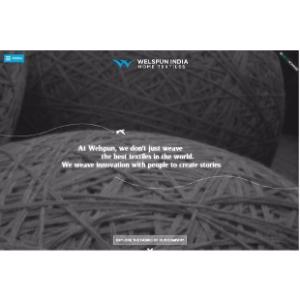 WELSPUN INDIA
HOME TEXTILES
At Welspun, we don't just weave
the best textiles in the world.
We weave innovation with people to create stories.